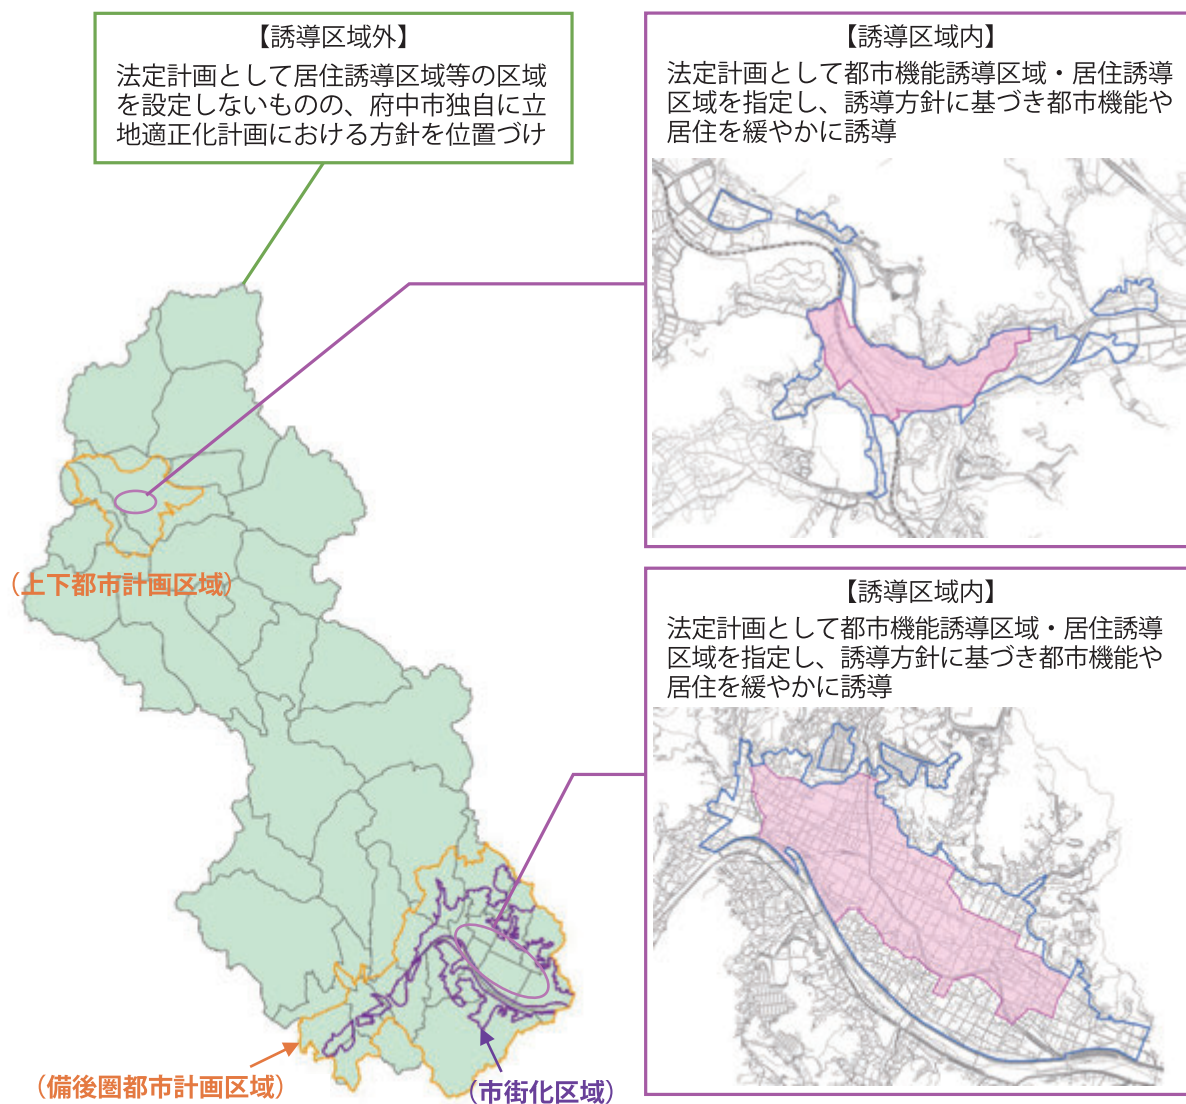 【誘導区域外】
法定計画として居住誘導区域等の区域
を設定しないものの、府中市独自に立
地適正化計画における方針を位置づけ
【誘導区域内】
法定計画として都市機能誘導区域・居住誘導
区域を指定し、誘導方針に基づき都市機能や
居住を緩やかに誘導
（上下都市計画区域）
【誘導区域内】
法定計画として都市機能誘導区域・居住誘導
区域を指定し、誘導方針に基づき都市機能や
居住を緩やかに誘導
（備後圏都市計画区域）
（市街化区域）